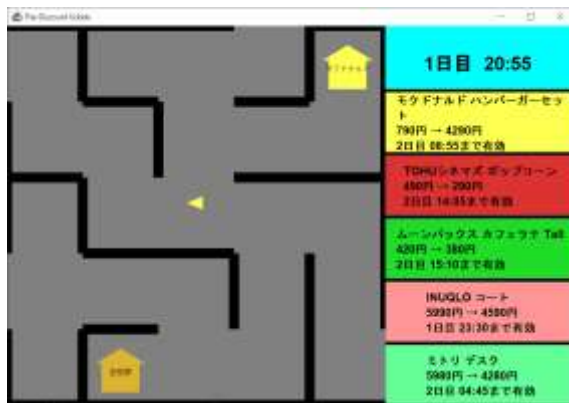 1日目 20:55
モクドナルド ハンバーガーセッ
ト
790円 → 4290円
2日目 08:55まで有効
TOHUシネマズ ポップコーン
490円 → 290円
2日目 14:05まで有効
ムーンバックス カフェラテ Tall
420円 → 380円
2日目 15:10まで有効
INUQLO コート
5990円 → 4590円
1日目 23:30まで有効
ミトリ デスク
5980円 → 4280円
2日目 04:45まで有効